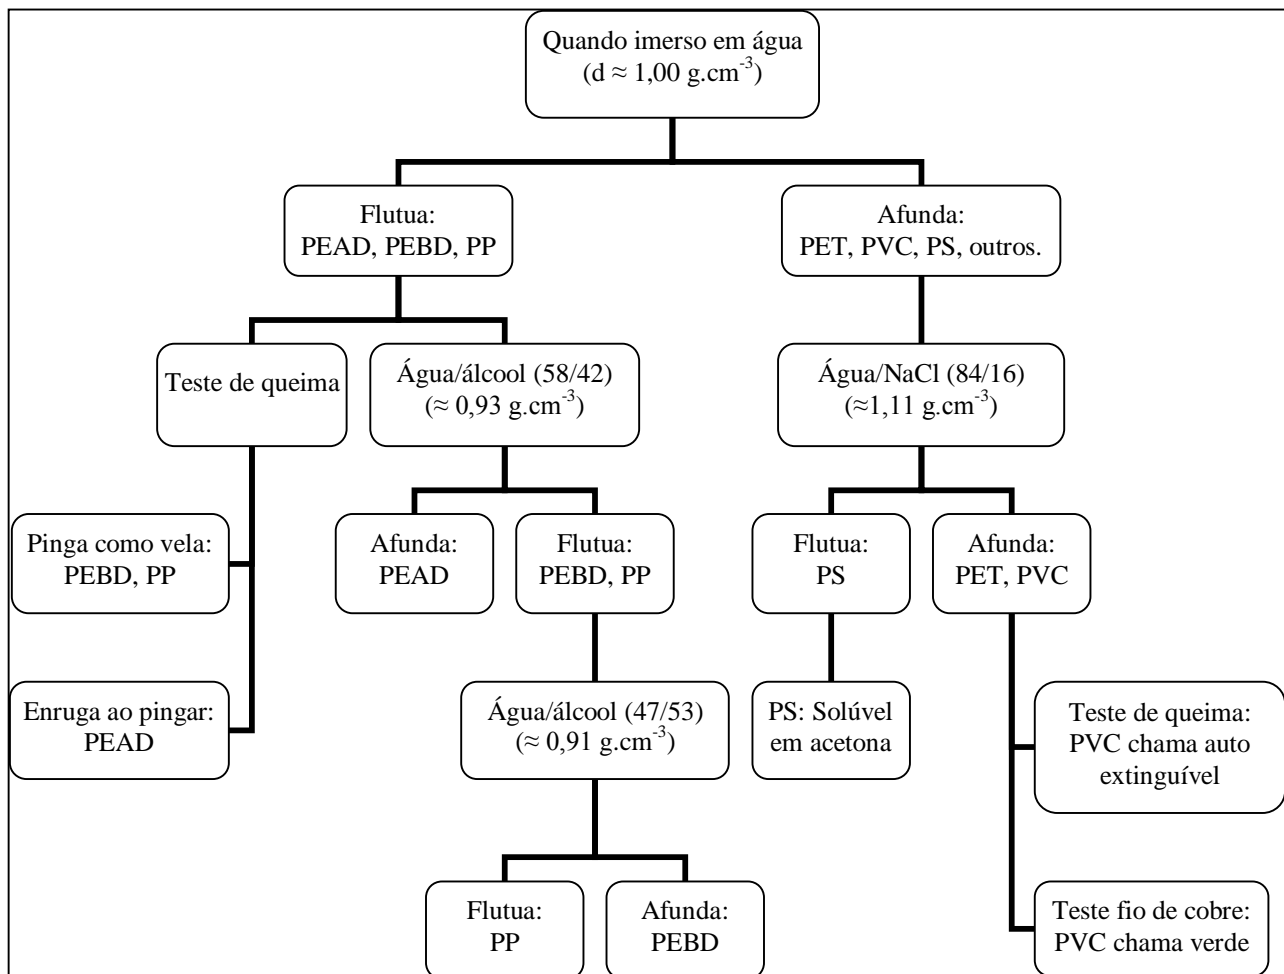 Quando imerso em água
(d ≈ 1,00 g.cm⁻³)
Flutua:
PEAD, PEBD, PP
Afunda:
PET, PVC, PS, outros.
Teste de queima
Água/álcool (58/42)
(≈ 0,93 g.cm⁻³)
Água/NaCl (84/16)
(≈1,11 g.cm⁻³)
Pinga como vela:
PEBD, PP
Afunda:
PEAD
Flutua:
PEBD, PP
Flutua:
PS
Afunda:
PET, PVC
Enruga ao pingar:
PEAD
Água/álcool (47/53)
(≈ 0,91 g.cm⁻³)
PS: Solúvel
em acetona
Teste de queima:
PVC chama auto
extinguível
Flutua:
PP
Afunda:
PEBD
Teste fio de cobre:
PVC chama verde